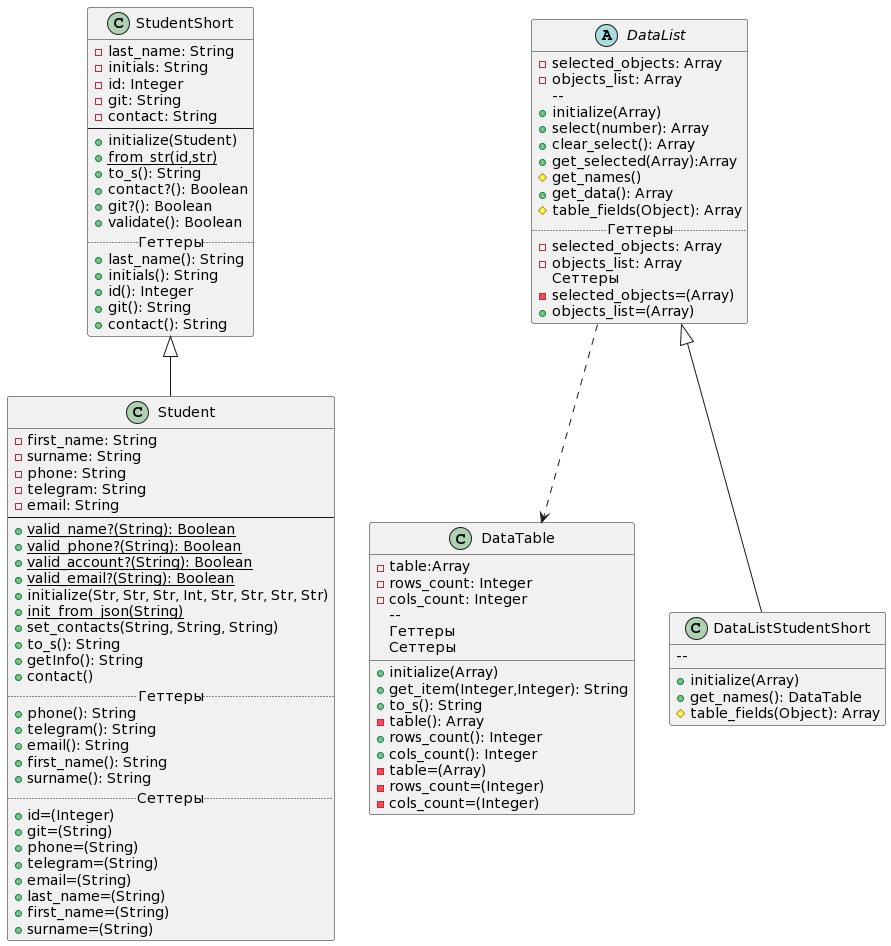 C StudentShort
last_name: String
initials: String
id: Integer
git: String
contact: String
initialize(Student)
from_str(id,str)
to_s(): String
contact?(): Boolean
git?(): Boolean
validate(): Boolean
Геттеры
last_name(): String
initials(): String
id(): Integer
git(): String
contact(): String
A DataList
selected_objects: Array
objects_list: Array
--
initialize(Array)
select(number): Array
clear_select(): Array
get_selected(Array):Array
get_names()
get_data(): Array
table_fields(Object): Array
Геттеры
selected_objects: Array
objects_list: Array
Сеттеры
selected_objects=(Array)
objects_list=(Array)
C Student
first_name: String
surname: String
phone: String
telegram: String
email: String
valid_name?(String): Boolean
valid_phone?(String): Boolean
valid_account?(String): Boolean
valid_email?(String): Boolean
initialize(Str, Str, Str, Int, Str, Str, Str, Str)
init_from_json(String)
set_contacts(String, String, String)
to_s(): String
getInfo(): String
contact()
Геттеры
phone(): String
telegram(): String
email(): String
first_name(): String
surname(): String
Сеттеры
id=(Integer)
git=(String)
phone=(String)
telegram=(String)
email=(String)
last_name=(String)
first_name=(String)
surname=(String)
C DataTable
table:Array
rows_count: Integer
cols_count: Integer
--
Геттеры
Сеттеры
initialize(Array)
get_item(Integer,Integer): String
to_s(): String
table(): Array
rows_count(): Integer
cols_count(): Integer
table=(Array)
rows_count=(Integer)
cols_count=(Integer)
C DataListStudentShort
--
initialize(Array)
get_names(): DataTable
table_fields(Object): Array